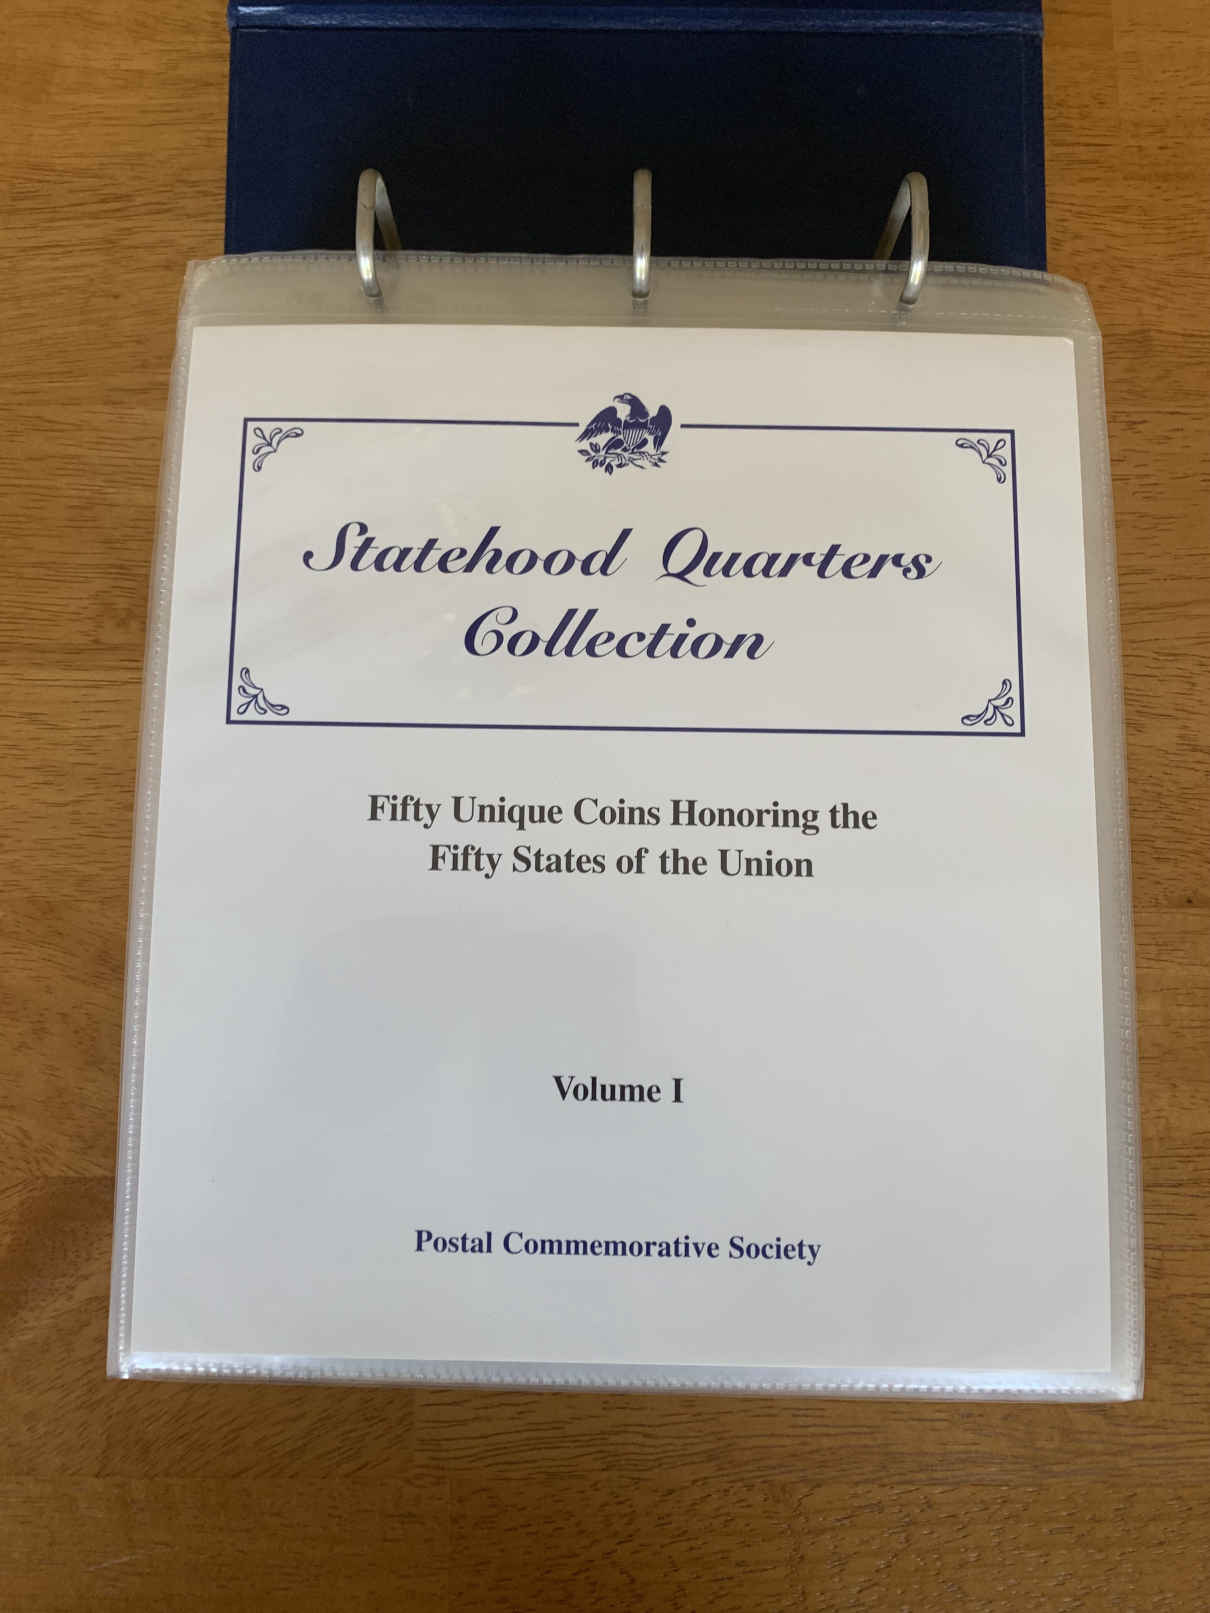 Statehood Quarters
Collection
Fifty Unique Coins Honoring the
Fifty States of the Union
Volume I
Postal Commemorative Society